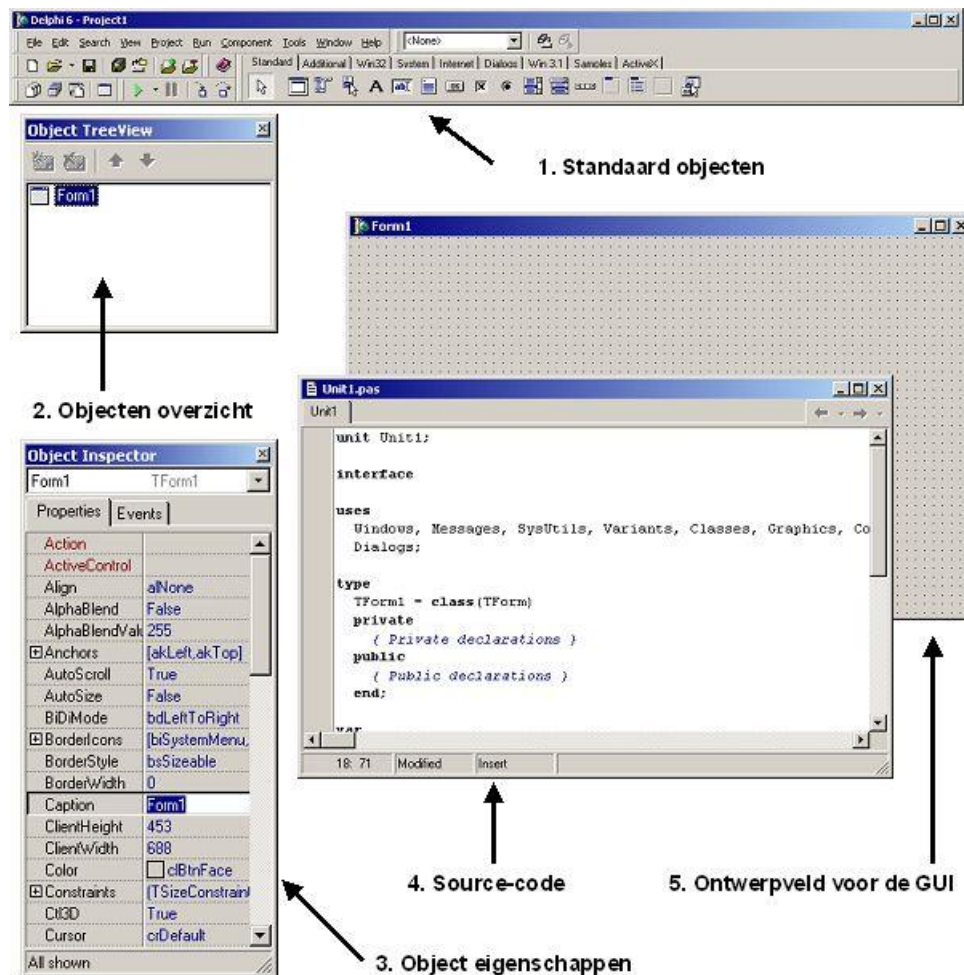 Delphi 6 - Project1
File Edit Search View Project Run Component Tools Window Help <None>
Standard Additional Win32 System Internet Dialogs Win 3.1 Samples ActiveX
Object TreeView
Form1
1. Standaard objecten
Form1
2. Objecten overzicht
Unit1.pas
Unit1
unit Unit1;
interface
uses
Windows, Messages, SysUtils, Variants, Classes, Graphics, Co
Dialogs;
type
TForm1 = class(TForm)
private
{ Private declarations }
public
{ Public declarations }
end;
var
18: 71 Modified Insert
Object Inspector
Form1 TForm1
Properties Events
Action
ActiveControl
Align alNone
AlphaBlend False
AlphaBlendVal 255
Anchors [akLeft,akTop]
AutoScroll True
AutoSize False
BiDiMode bdLeftToRight
BorderIcons [biSystemMenu,
BorderStyle bsSizeable
BorderWidth 0
Caption Form1
ClientHeight 453
ClientWidth 688
Color clBtnFace
Constraints (TSizeConstraint
Ctl3D True
Cursor crDefault
All shown
4. Source-code
5. Ontwerpveld voor de GUI
3. Object eigenschappen